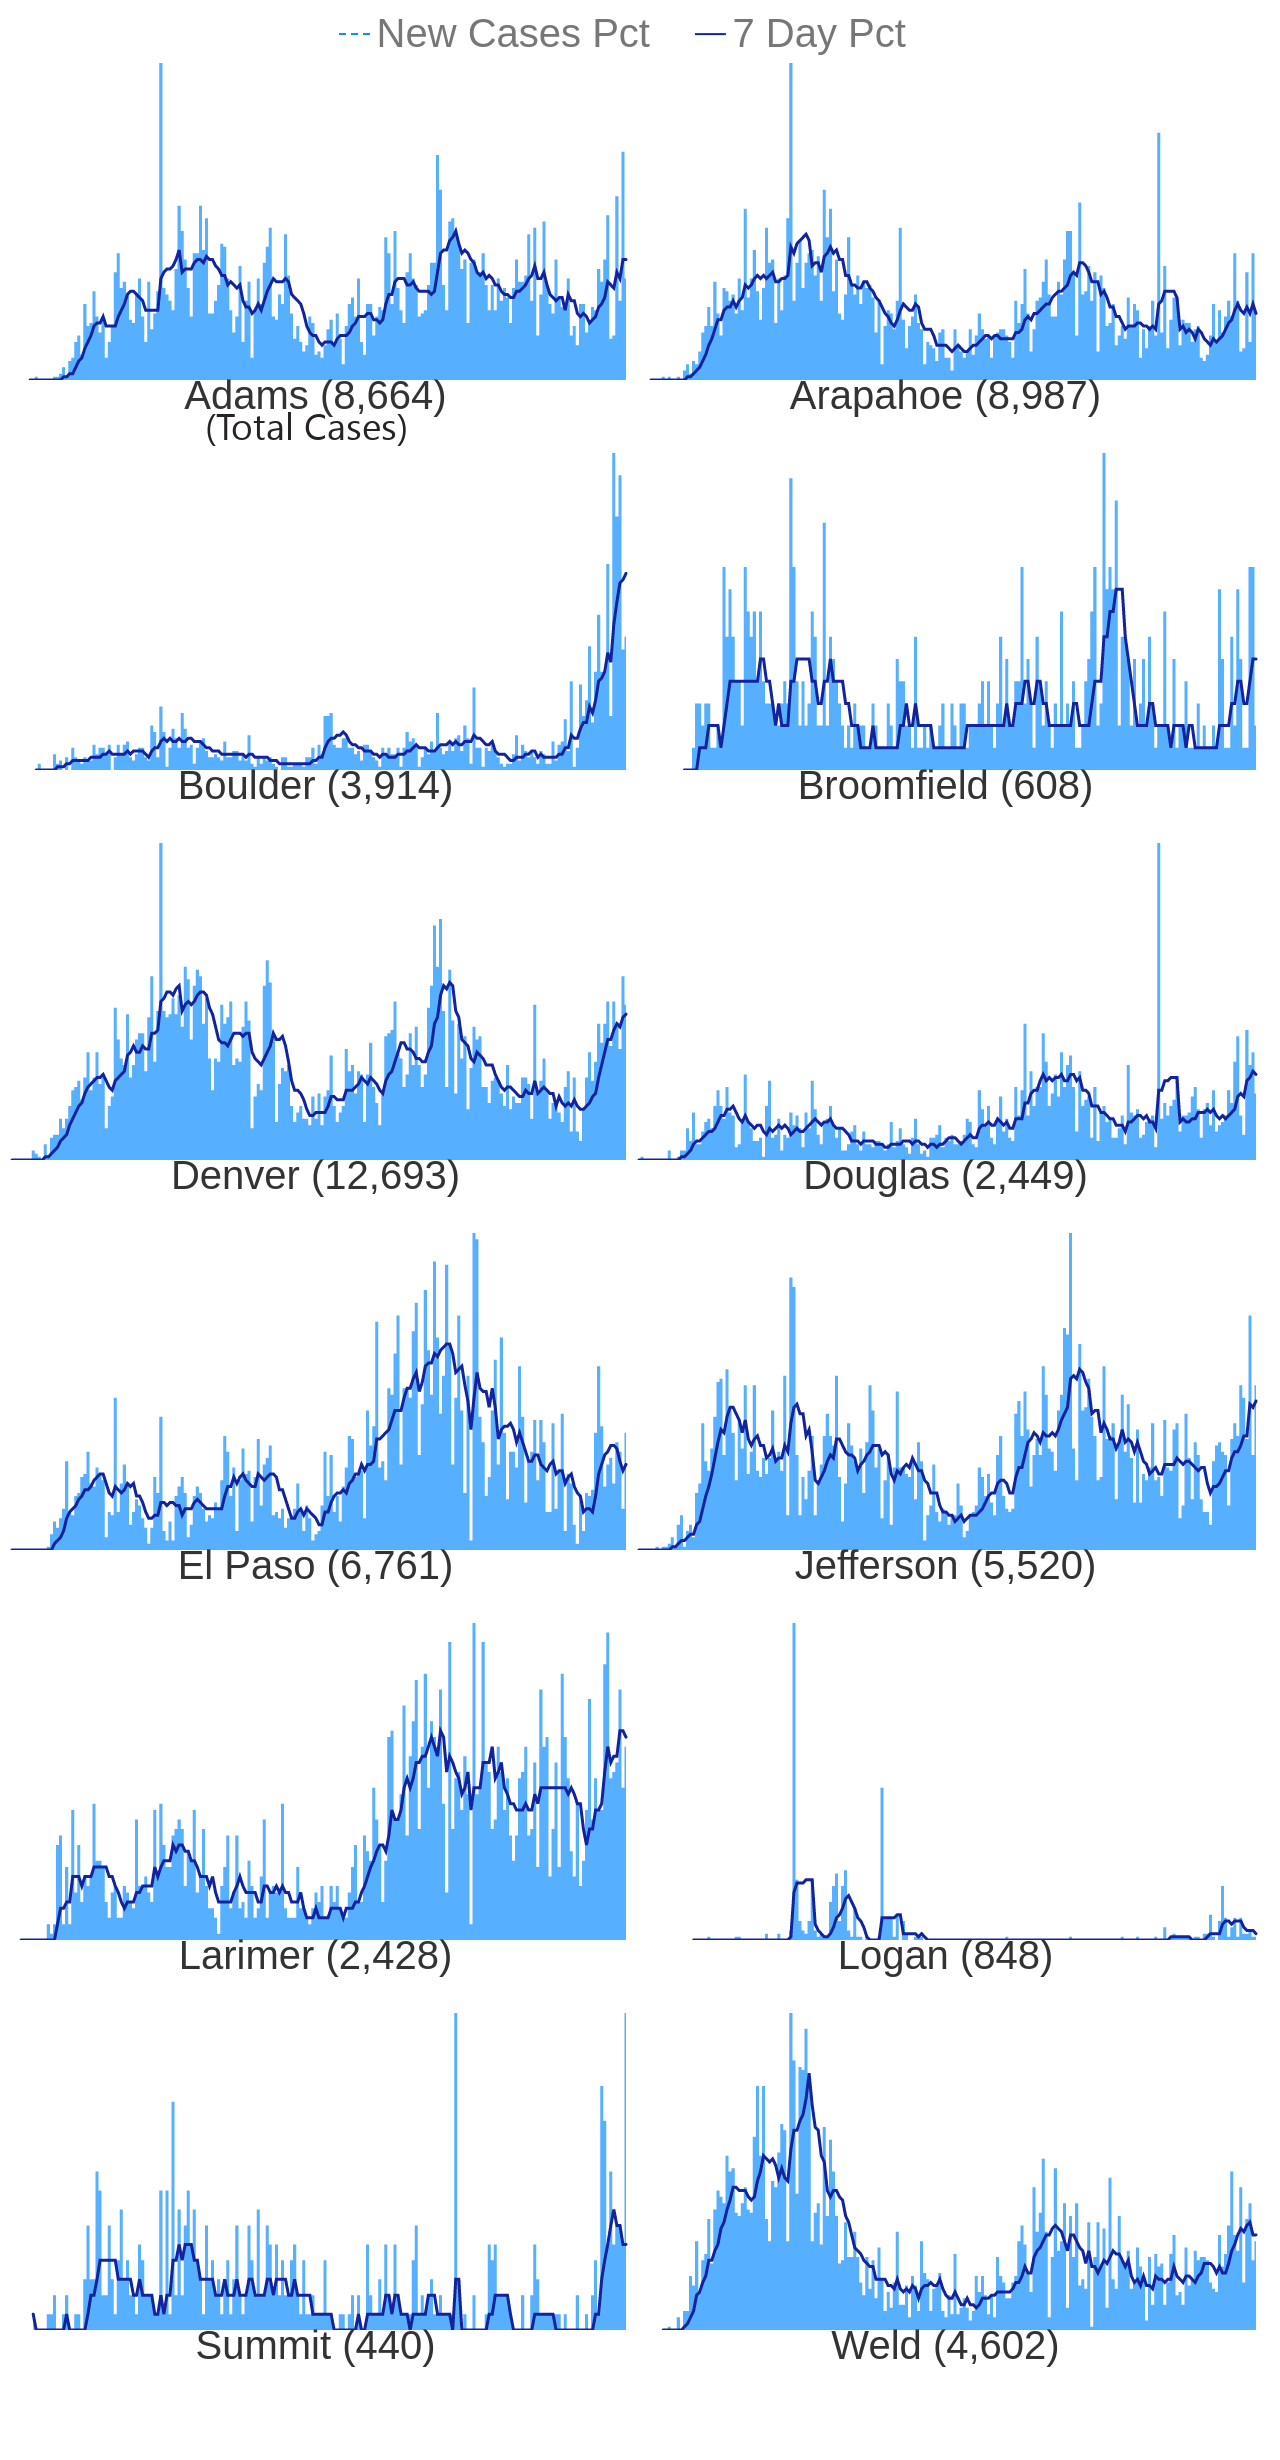 New Cases Pct 7 Day Pct
Adams (8,664) Arapahoe (8,987)
(Total Cases)
Boulder (3,914) Broomfield (608)
Denver (12,693) Douglas (2,449)
El Paso (6,761) Jefferson (5,520)
Larimer (2,428) Logan (848)
Summit (440) Weld (4,602)